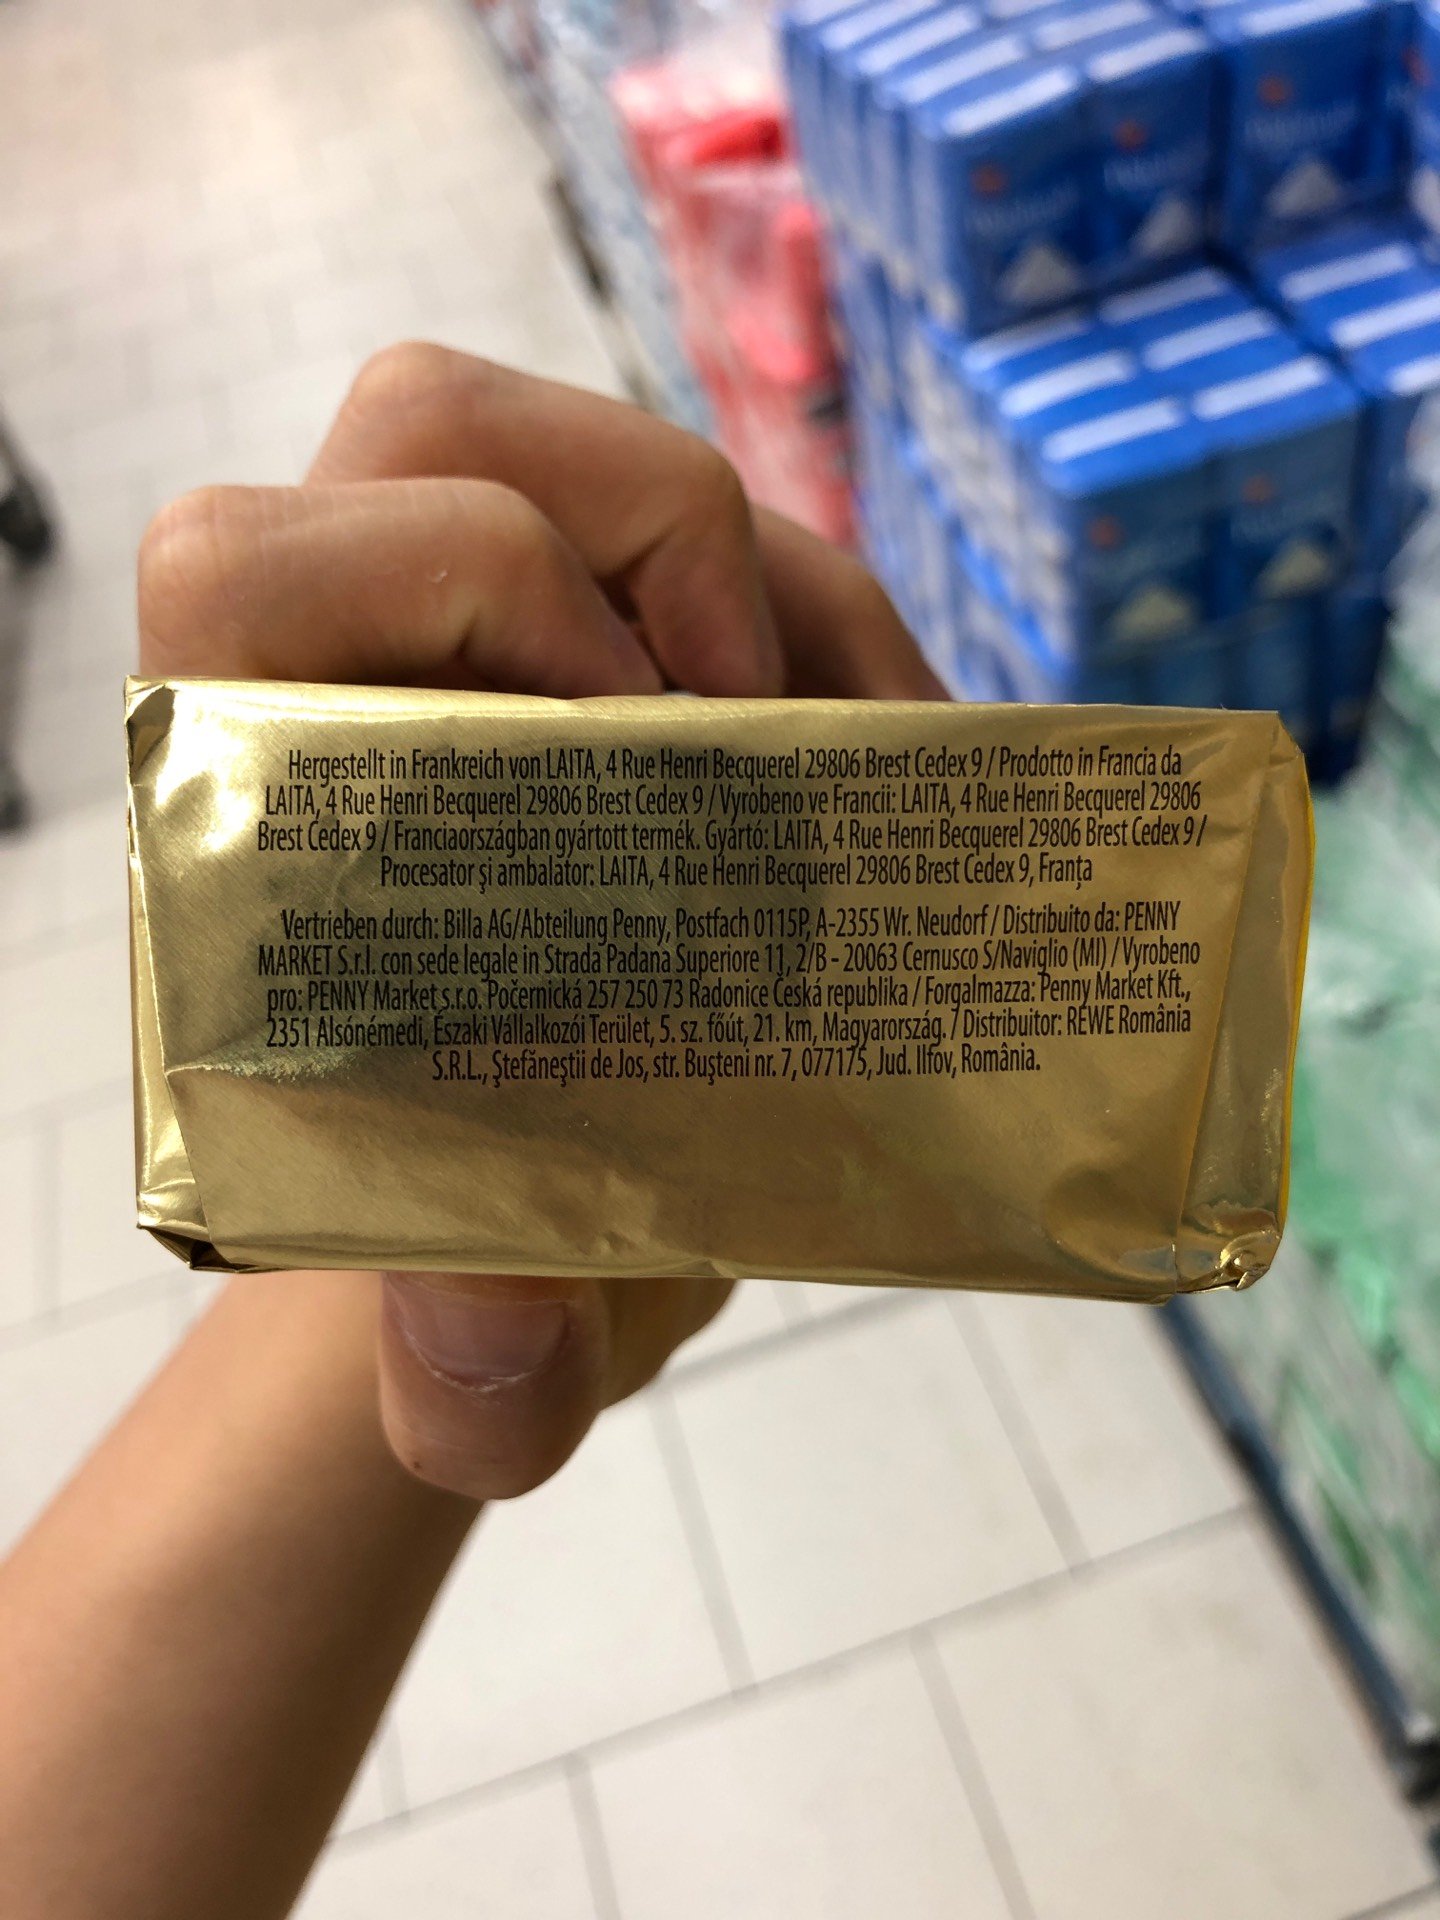 Hergestellt in Frankreich von LAITA, 4 Rue Henri Becquerel 29806 Brest Cedex 9 / Prodotto in Francia da
LAITA, 4 Rue Henri Becquerel 29806 Brest Cedex 9 / Vyrobeno ve Francii: LAITA, 4 Rue Henri Becquerel 29806
Brest Cedex 9 / Franciaországban gyártott termék. Gyártó: LAITA, 4 Rue Henri Becquerel 29806 Brest Cedex 9 /
Procesator şi ambalator: LAITA, 4 Rue Henri Becquerel 29806 Brest Cedex 9, Franţa
Vertrieben durch: Billa AG/Abteilung Penny, Postfach 0115P, A-2355 Wr. Neudorf / Distribuito da: PENNY
MARKET S.r.l. con sede legale in Strada Padana Superiore 11, 2/B - 20063 Cernusco S/Naviglio (MI) / Vyrobeno
pro: PENNY Market s.r.o. Počernická 257 250 73 Radonice Česká republika / Forgalmazza: Penny Market Kft.,
2351 Alsónémedi, Északi Vállalkozói Terület, 5. sz. főút, 21. km, Magyarország. / Distribuitor: REWE România
S.R.L., Ştefăneştii de Jos, str. Buşteni nr. 7, 077175, Jud. Ilfov, România.